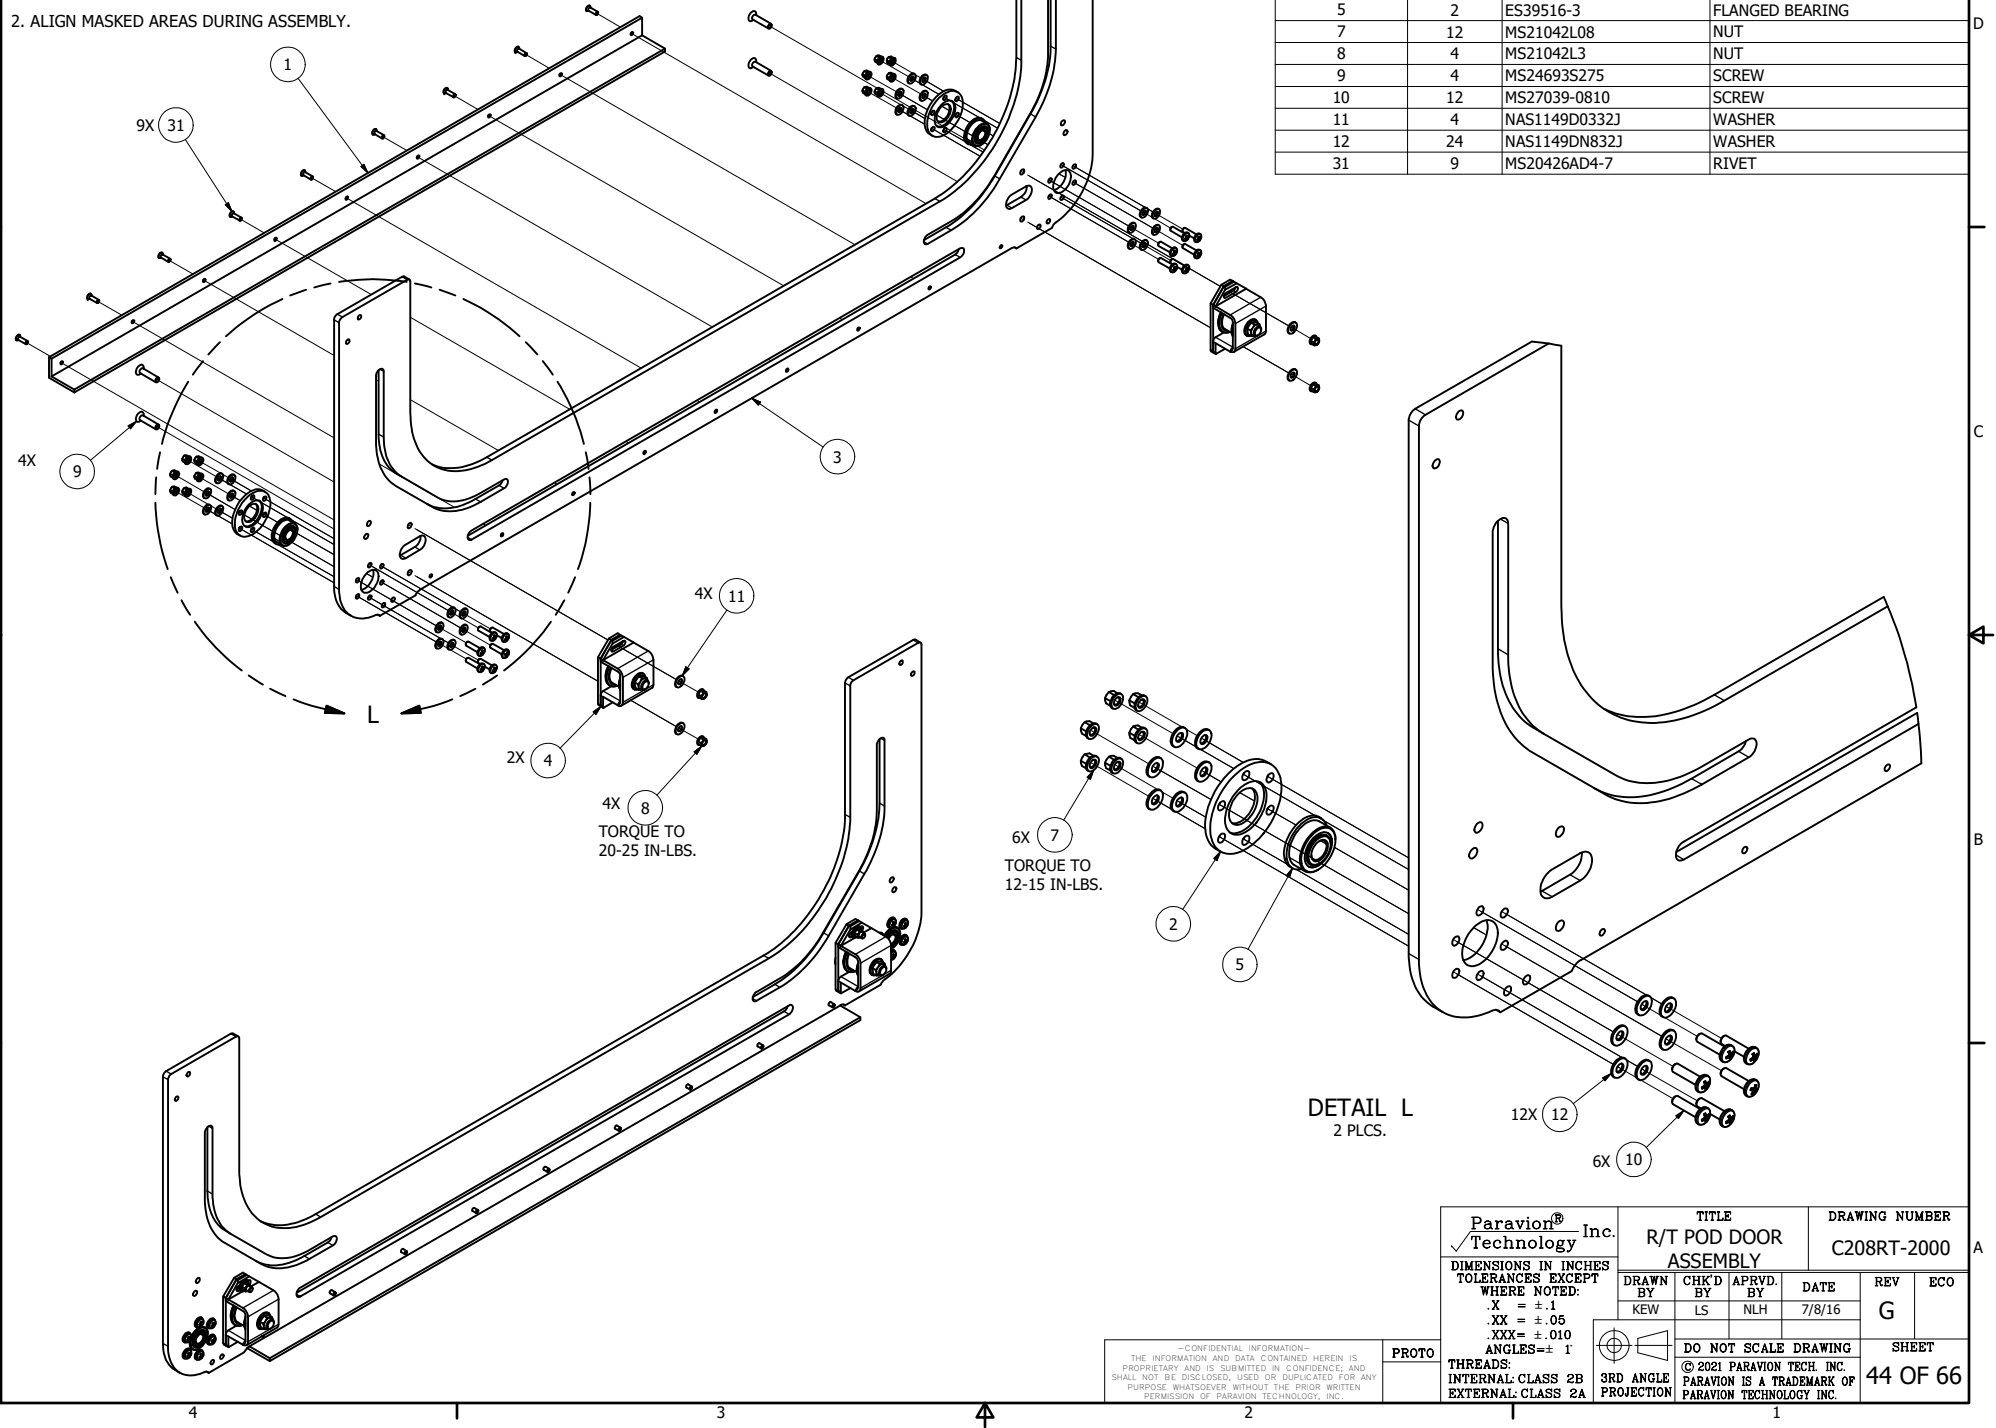 2. ALIGN MASKED AREAS DURING ASSEMBLY.
5 2 ES39516-3 FLANGED BEARING
7 12 MS21042L08 NUT
8 4 MS21042L3 NUT
9 4 MS24693S275 SCREW
10 12 MS27039-0810 SCREW
11 4 NAS1149D0332J WASHER
12 24 NAS1149DN832J WASHER
31 9 MS20426AD4-7 RIVET
D
1
9X 31
C
4X 9
3
4X 11
L
2X 4
4X 8
TORQUE TO
20-25 IN-LBS.
6X 7
TORQUE TO
12-15 IN-LBS.
B
2
5
DETAIL L
2 PLCS.
12X 12
6X 10
Paravion® Technology Inc.
TITLE
R/T POD DOOR
ASSEMBLY
DRAWING NUMBER
C208RT-2000
A
DIMENSIONS IN INCHES
TOLERANCES EXCEPT
WHERE NOTED:
.X = ±.1
.XX = ±.05
.XXX= ±.010
ANGLES=± 1°
THREADS:
INTERNAL: CLASS 2B
EXTERNAL: CLASS 2A
DRAWN BY CHK'D BY APRVD. BY DATE REV ECO
KEW LS NLH 7/8/16 G
3RD ANGLE
PROJECTION
DO NOT SCALE DRAWING
© 2021 PARAVION TECH. INC.
PARAVION IS A TRADEMARK OF
PARAVION TECHNOLOGY INC.
SHEET
44 OF 66
PROTO
-CONFIDENTIAL INFORMATION-
THE INFORMATION AND DATA CONTAINED HEREIN IS
PROPRIETARY AND IS SUBMITTED IN CONFIDENCE; AND
SHALL NOT BE DISCLOSED, USED OR DUPLICATED FOR ANY
PURPOSE WHATSOEVER WITHOUT THE PRIOR WRITTEN
PERMISSION OF PARAVION TECHNOLOGY, INC.
4 3 2 1